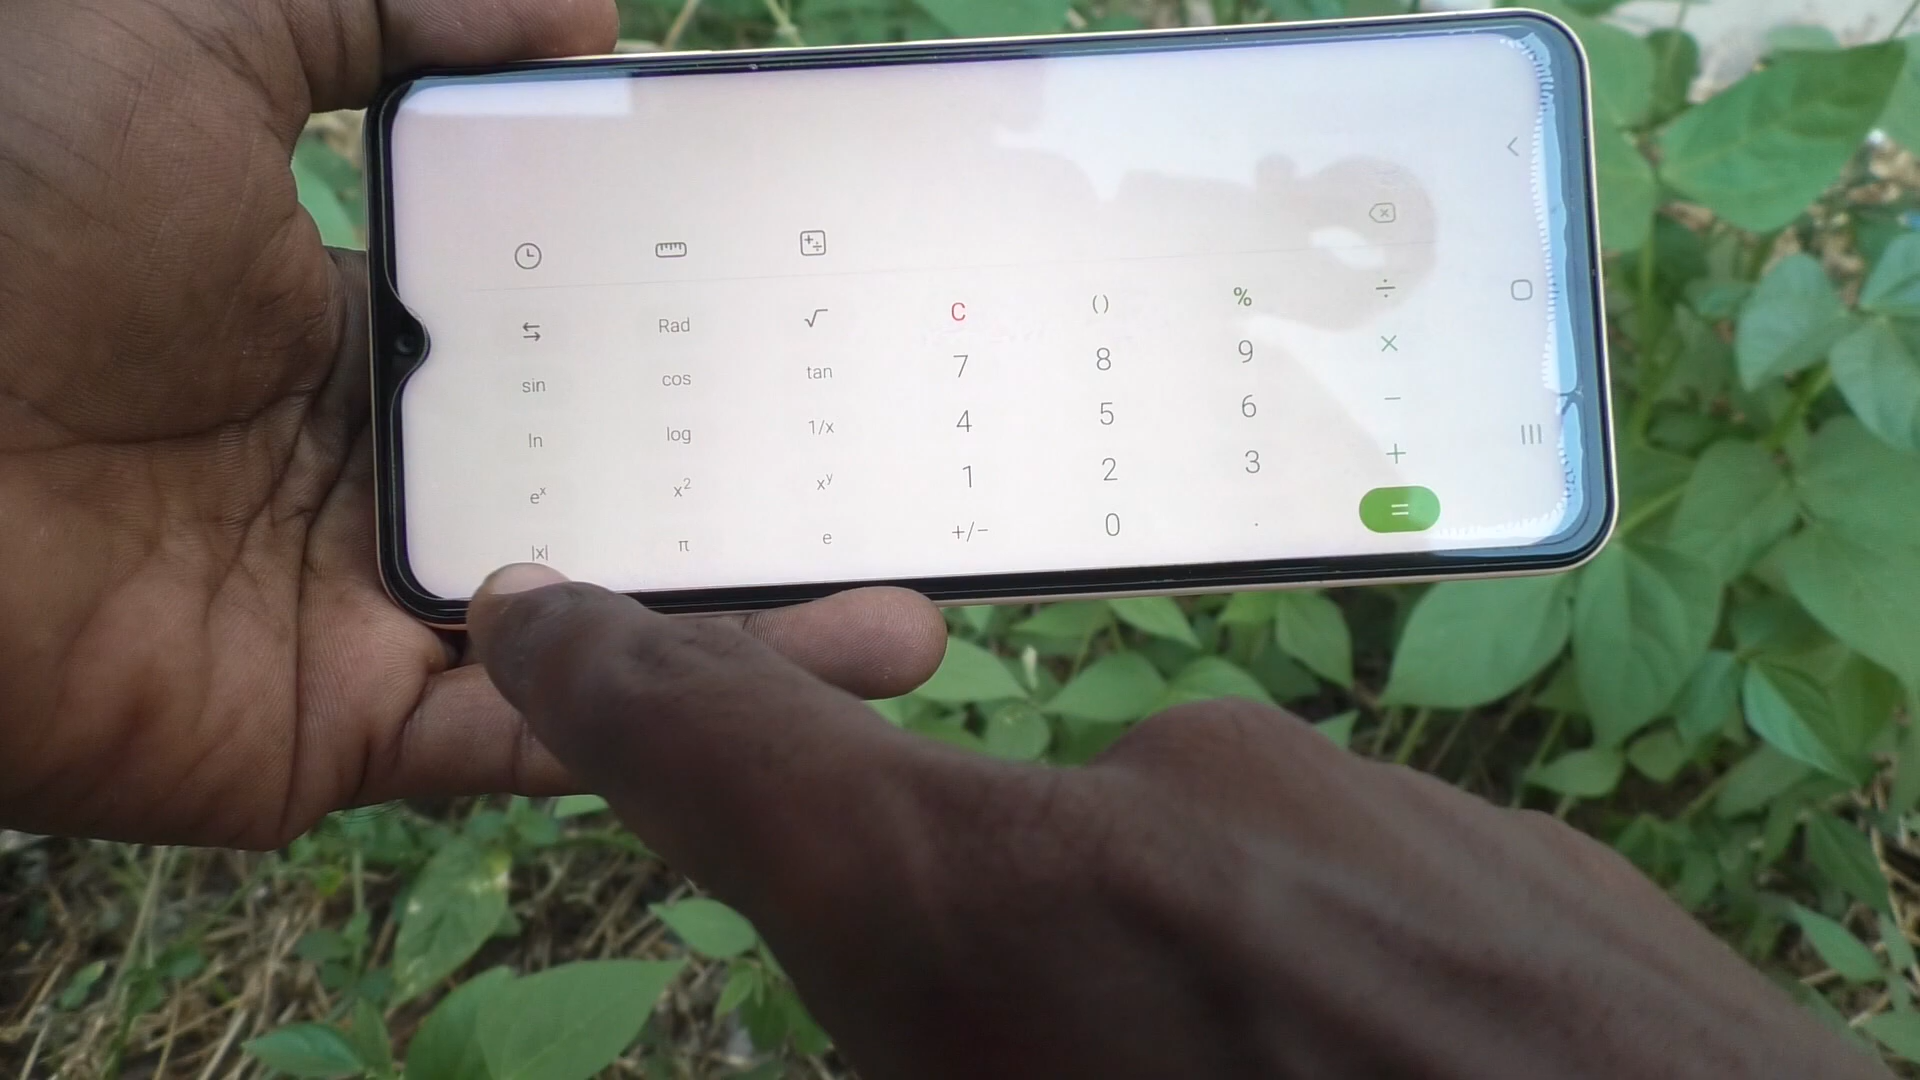 Rad √ C () % ÷
sin cos tan 7 8 9 ×
ln log 1/x 4 5 6 −
eˣ x² xʸ 1 2 3 +
|x| π e +/− 0 . =